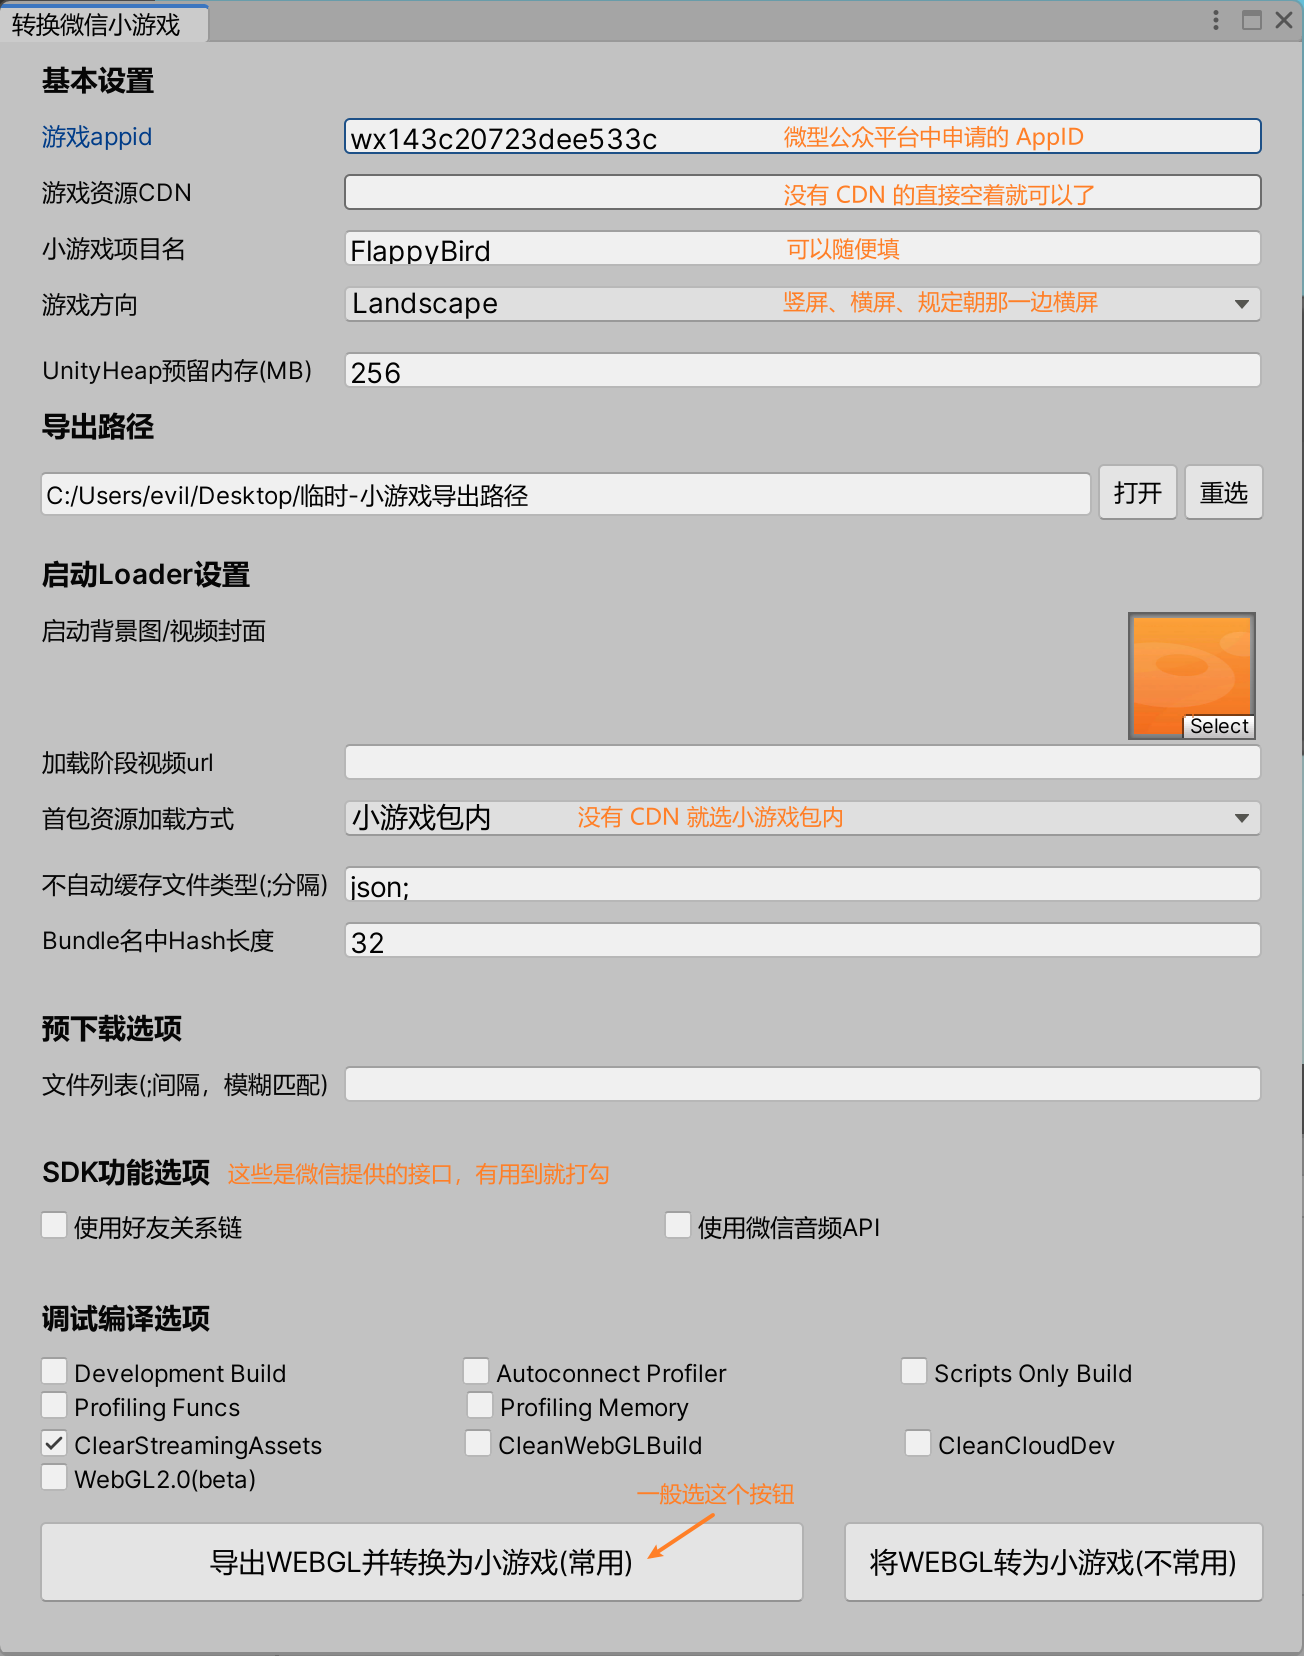 转换微信小游戏
基本设置
游戏appid wx143c20723dee533c 微型公众平台中申请的 AppID
游戏资源CDN 没有 CDN 的直接空着就可以了
小游戏项目名 FlappyBird 可以随便填
游戏方向 Landscape 竖屏、横屏、规定朝那一边横屏
UnityHeap预留内存(MB) 256
导出路径
C:/Users/evil/Desktop/临时-小游戏导出路径 打开 重选
启动Loader设置
启动背景图/视频封面
Select
加载阶段视频url
首包资源加载方式 小游戏包内 没有 CDN 就选小游戏包内
不自动缓存文件类型(;分隔) json;
Bundle名中Hash长度 32
预下载选项
文件列表(;间隔，模糊匹配)
SDK功能选项 这些是微信提供的接口，有用到就打勾
使用好友关系链 使用微信音频API
调试编译选项
Development Build Autoconnect Profiler Scripts Only Build
Profiling Funcs Profiling Memory
ClearStreamingAssets CleanWebGLBuild CleanCloudDev
WebGL2.0(beta)
一般选这个按钮
导出WEBGL并转换为小游戏(常用) 将WEBGL转为小游戏(不常用)